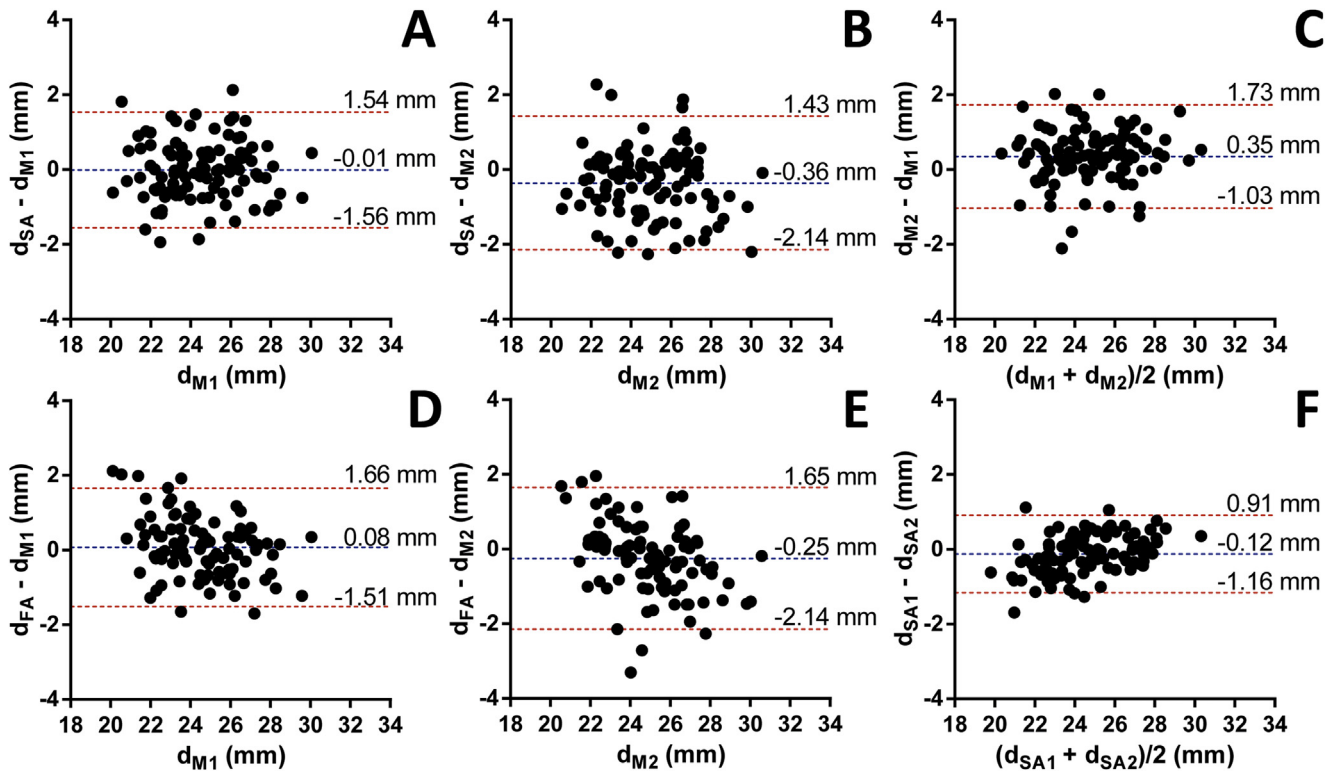 A
4
2
0
-2
-4
dSA - dM1 (mm)
1.54 mm
-0.01 mm
-1.56 mm
18 20 22 24 26 28 30 32 34
dM1 (mm)
B
4
2
0
-2
-4
dSA - dM2 (mm)
1.43 mm
-0.36 mm
-2.14 mm
18 20 22 24 26 28 30 32 34
dM2 (mm)
C
4
2
0
-2
-4
dM2 - dM1 (mm)
1.73 mm
0.35 mm
-1.03 mm
18 20 22 24 26 28 30 32 34
(dM1 + dM2)/2 (mm)
D
4
2
0
-2
-4
dFA - dM1 (mm)
1.66 mm
0.08 mm
-1.51 mm
18 20 22 24 26 28 30 32 34
dM1 (mm)
E
4
2
0
-2
-4
dFA - dM2 (mm)
1.65 mm
-0.25 mm
-2.14 mm
18 20 22 24 26 28 30 32 34
dM2 (mm)
F
4
2
0
-2
-4
dSA1 - dSA2 (mm)
0.91 mm
-0.12 mm
-1.16 mm
18 20 22 24 26 28 30 32 34
(dSA1 + dSA2)/2 (mm)